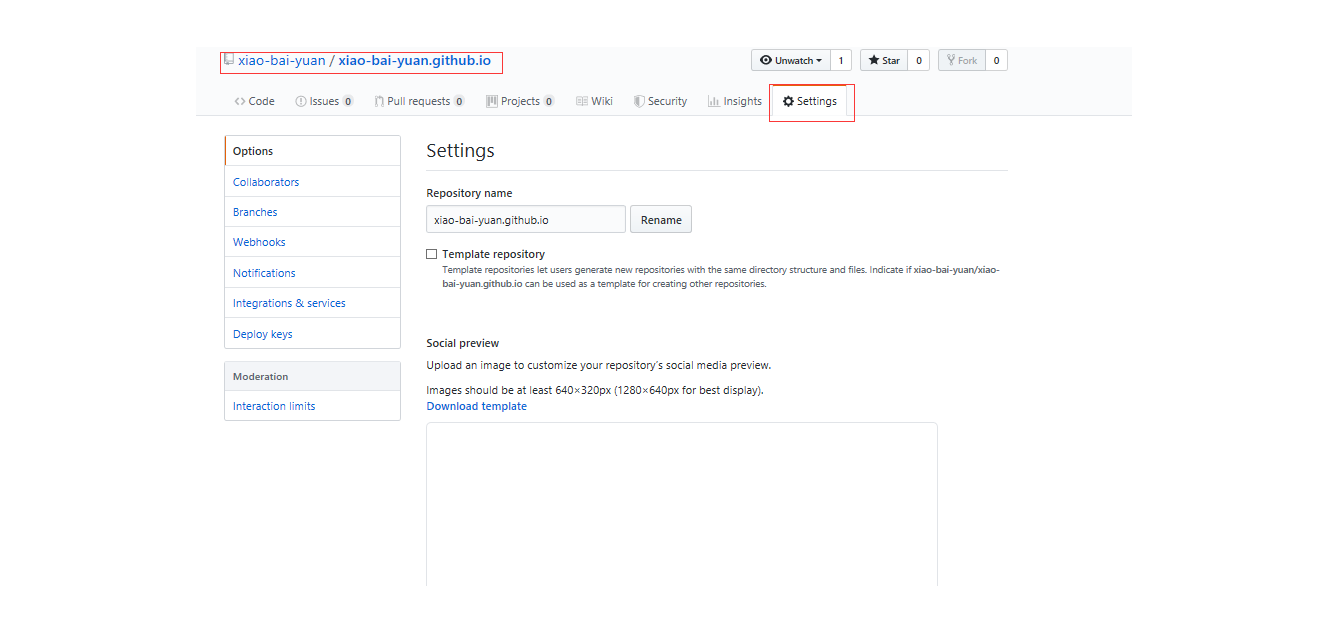 xiao-bai-yuan / xiao-bai-yuan.github.io
Unwatch 1 Star 0 Fork 0
Code Issues 0 Pull requests 0 Projects 0 Wiki Security Insights Settings
Options
Collaborators
Branches
Webhooks
Notifications
Integrations & services
Deploy keys
Moderation
Interaction limits
Settings
Repository name
xiao-bai-yuan.github.io Rename
Template repository
Template repositories let users generate new repositories with the same directory structure and files. Indicate if xiao-bai-yuan/xiao-
bai-yuan.github.io can be used as a template for creating other repositories.
Social preview
Upload an image to customize your repository's social media preview.
Images should be at least 640×320px (1280×640px for best display).
Download template